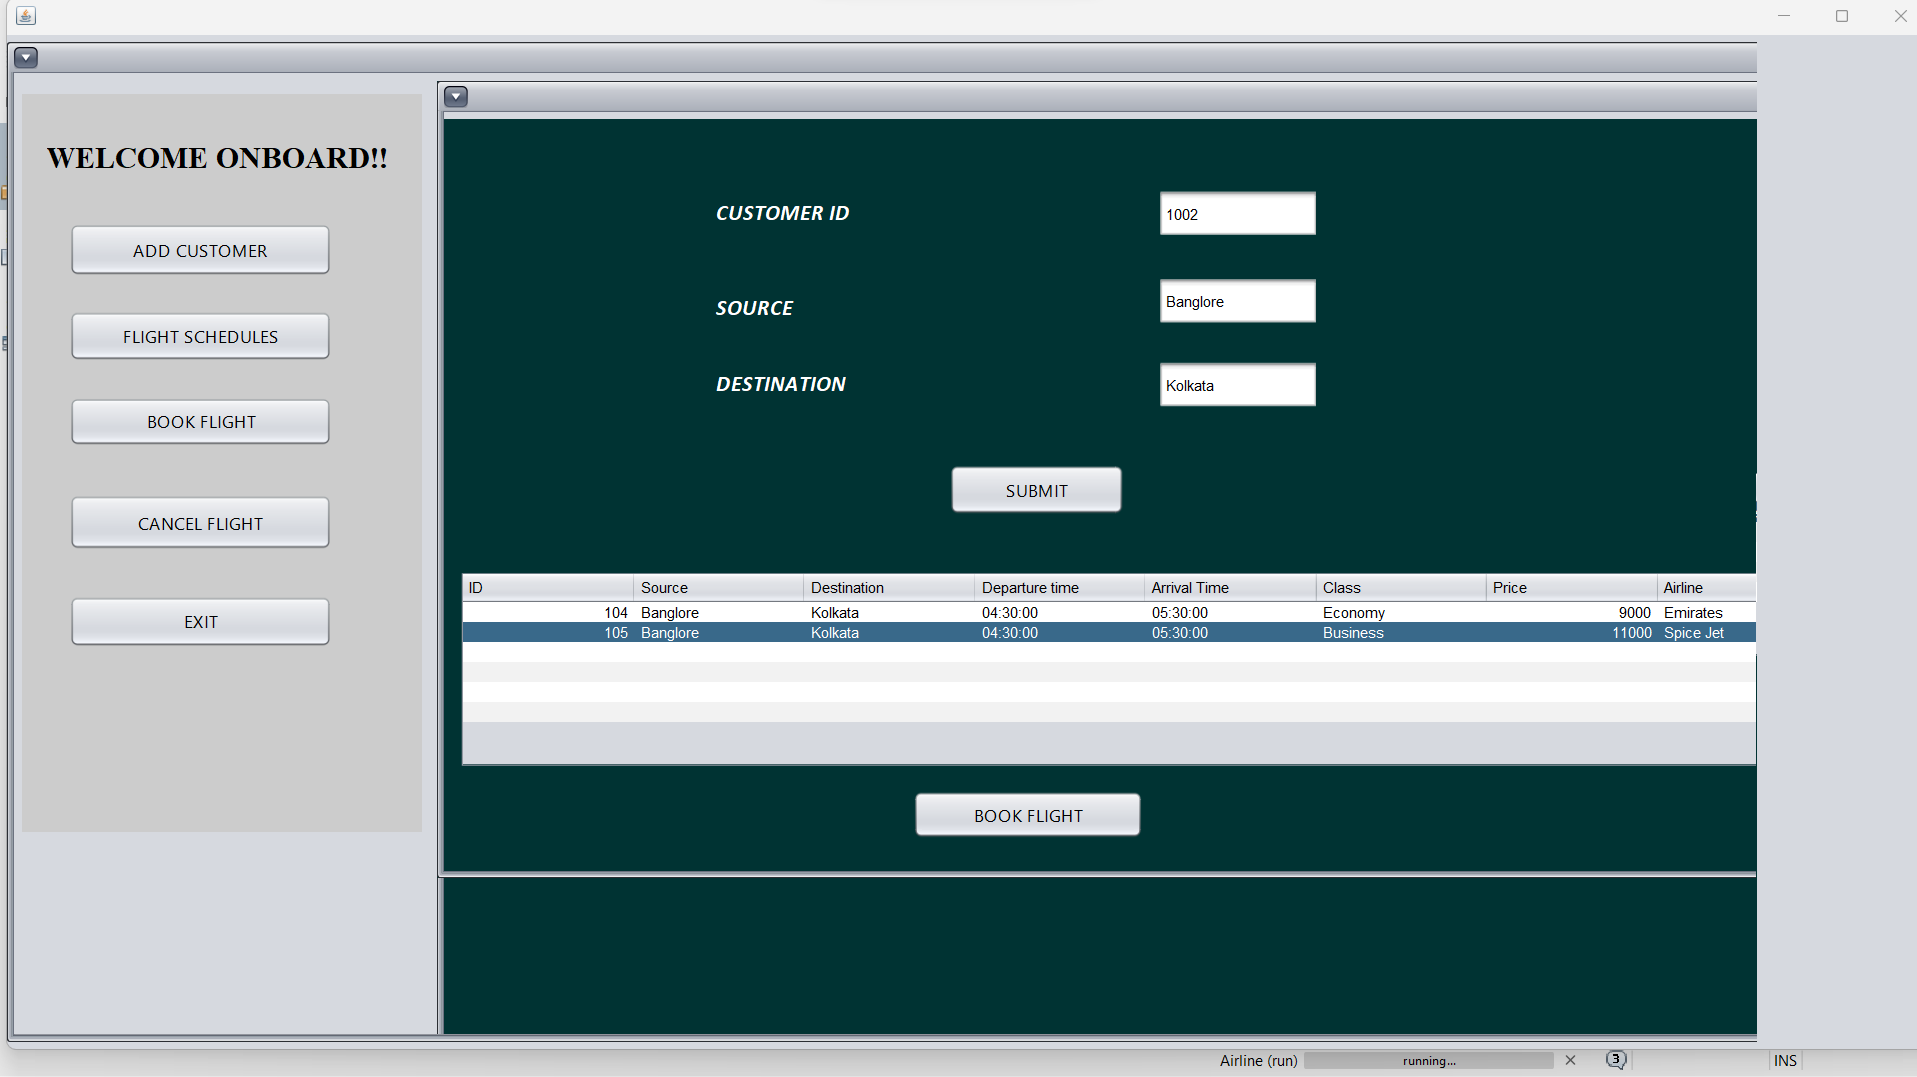 WELCOME ONBOARD!!
ADD CUSTOMER
FLIGHT SCHEDULES
BOOK FLIGHT
CANCEL FLIGHT
EXIT
CUSTOMER ID 1002
SOURCE Banglore
DESTINATION Kolkata
SUBMIT
ID Source Destination Departure time Arrival Time Class Price Airline
104 Banglore Kolkata 04:30:00 05:30:00 Economy 9000 Emirates
105 Banglore Kolkata 04:30:00 05:30:00 Business 11000 Spice Jet
BOOK FLIGHT
Airline (run) running... 3 INS